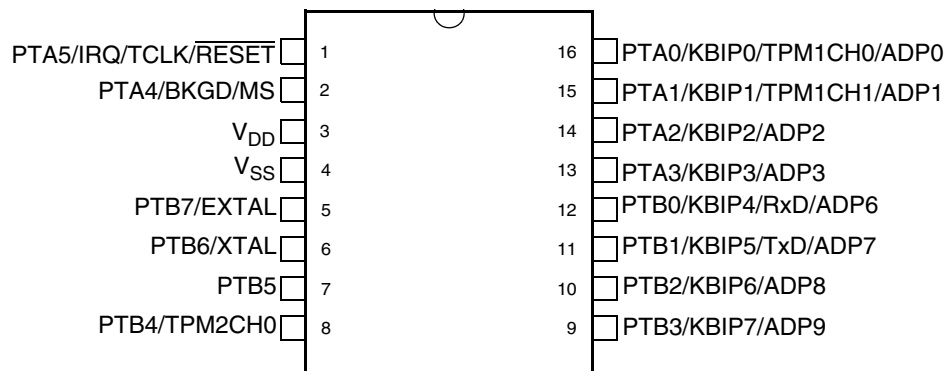 PTA5/IRQ/TCLK/RESET 1 16 PTA0/KBIP0/TPM1CH0/ADP0
PTA4/BKGD/MS 2 15 PTA1/KBIP1/TPM1CH1/ADP1
VDD 3 14 PTA2/KBIP2/ADP2
VSS 4 13 PTA3/KBIP3/ADP3
PTB7/EXTAL 5 12 PTB0/KBIP4/RxD/ADP6
PTB6/XTAL 6 11 PTB1/KBIP5/TxD/ADP7
PTB5 7 10 PTB2/KBIP6/ADP8
PTB4/TPM2CH0 8 9 PTB3/KBIP7/ADP9